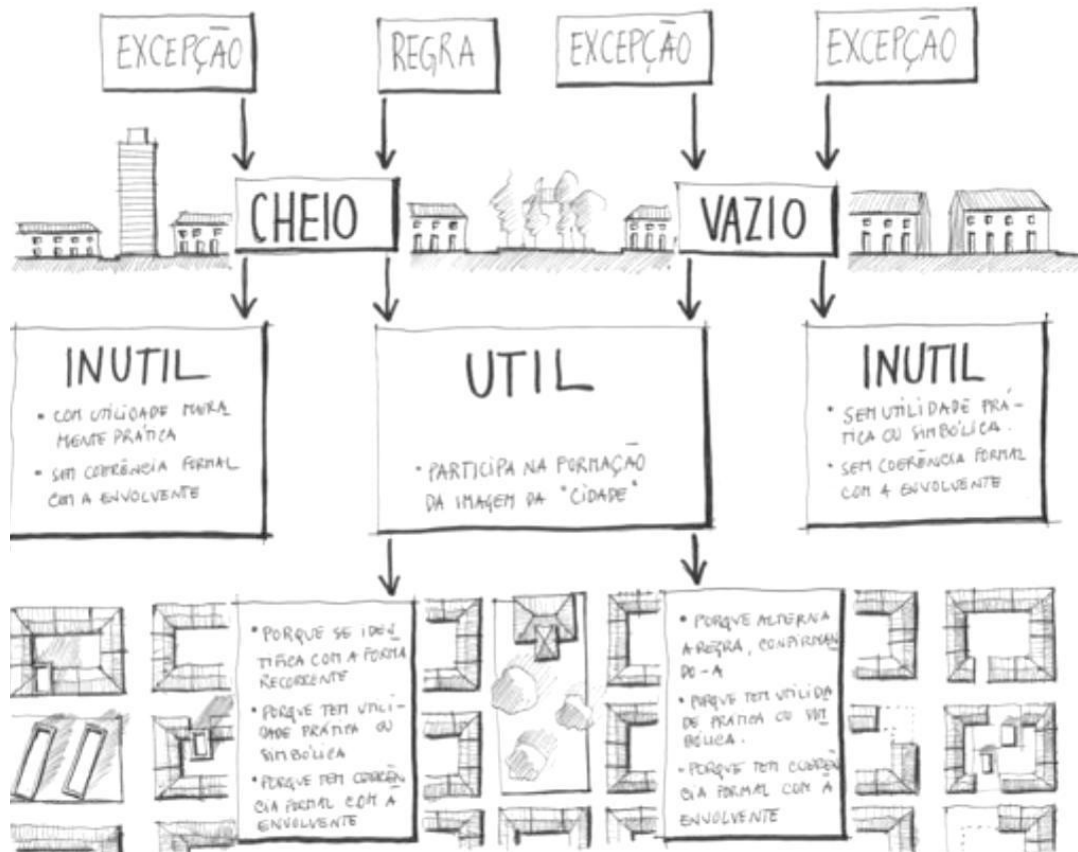 EXCEPÇÃO
REGRA
EXCEPÇÃO
EXCEPÇÃO
CHEIO
VAZIO
INUTIL
• COM UTILIDADE MERA
MENTE PRÁTICA
• SEM COERÊNCIA FORMAL
COM A ENVOLVENTE
UTIL
• PARTICIPA NA FORMAÇÃO
DA IMAGEM DA "CIDADE"
INUTIL
• SEM UTILIDADE PRÁ-
TICA OU SIMBÓLICA.
• SEM COERÊNCIA FORMAL
COM A ENVOLVENTE
• PORQUE SE IDEN
TIFICA COM A FORMA
RECORRENTE
• PORQUE TEM UTILI-
DADE PRÁTICA OU
SIMBÓLICA
• PORQUE TEM COERÊN
CIA FORMAL COM A
ENVOLVENTE
• PORQUE ALTERNA
A REGRA, CONFIRMAN
DO-A
• PORQUE TEM UTILIDA
DE PRÁTICA OU SIM
BÓLICA.
- PORQUE TEM COERÊN
CIA FORMAL COM A
ENVOLVENTE